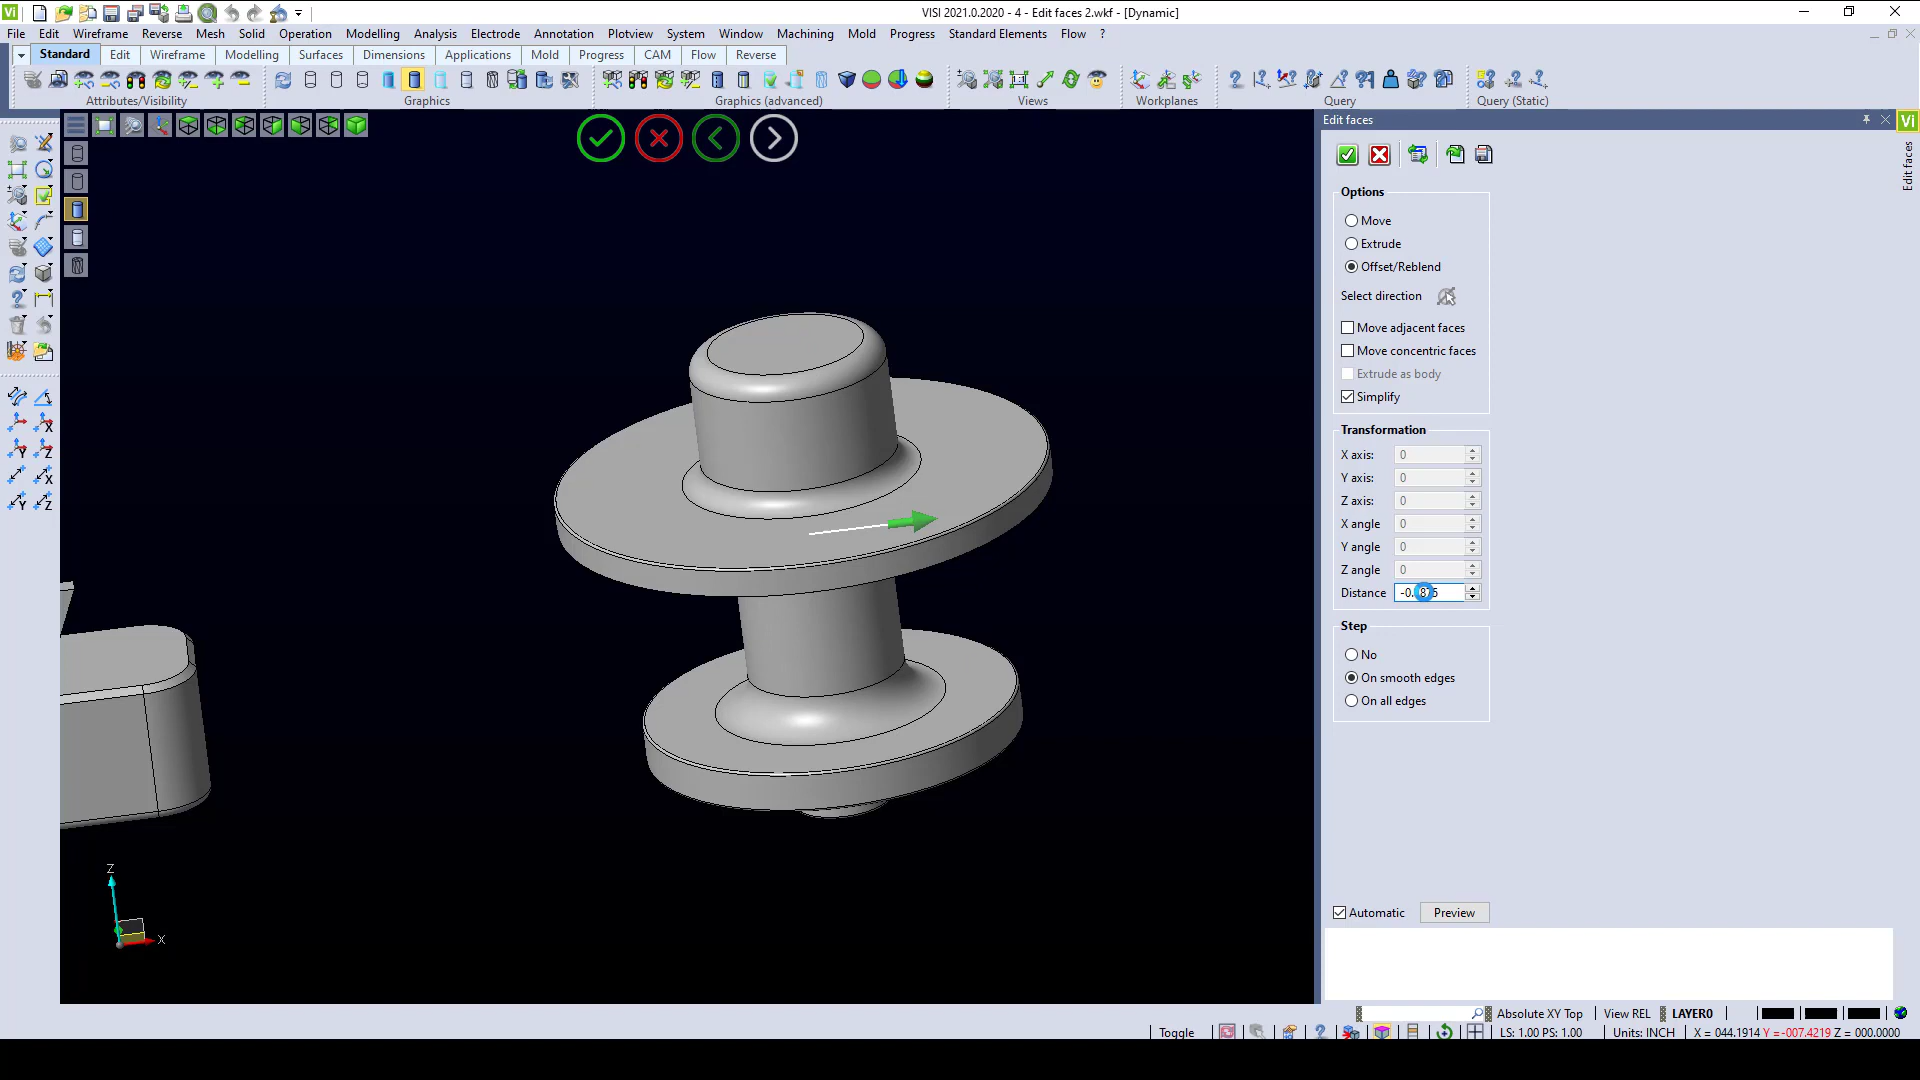 Vi VISI 2021.0.2020 - 4 - Edit faces 2.wkf - [Dynamic]
File Edit Wireframe Reverse Mesh Solid Operation Modelling Analysis Electrode Annotation Plotview System Window Machining Mold Progress Standard Elements Flow ?
Standard Edit Wireframe Modelling Surfaces Dimensions Applications Mold Progress CAM Flow Reverse
Attributes/Visibility Graphics Graphics (advanced) Views Workplanes Query Query (Static)
Edit faces
Vi
Edit faces
Options
Move
Extrude
Offset/Reblend
Select direction
Move adjacent faces
Move concentric faces
Extrude as body
Simplify
Transformation
X axis: 0
Y axis: 0
Z axis: 0
X angle 0
Y angle 0
Z angle 0
Distance
Step
No
On smooth edges
On all edges
Z
X
Automatic Preview
Absolute XY Top View REL LAYER0
Toggle LS: 1.00 PS: 1.00 Units: INCH X = 044.1914 Y =-007.4219 Z = 000.0000